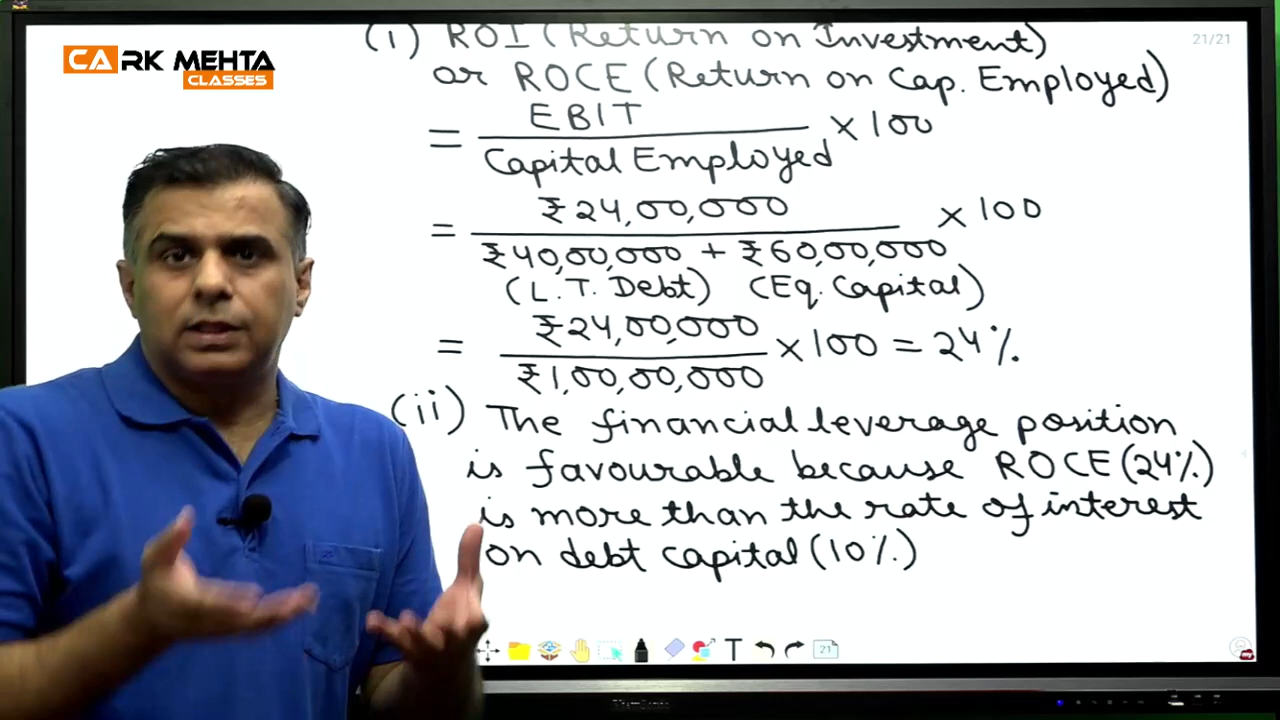 CARK MEHTA
CLASSES
21/21
(i) ROI (Return on Investment)
or ROCE (Return on Cap. Employed)
EBIT
= ———— × 100
Capital Employed
₹24,00,000
= ———— × 100
₹40,00,000 + ₹60,00,000
(L.T. Debt) (Eq. Capital)
₹24,00,000
= ———— × 100 = 24%.
₹1,00,00,000
(ii) The financial leverage position
is favourable because ROCE (24%)
is more than the rate of interest
on debt capital (10%.)
T 21